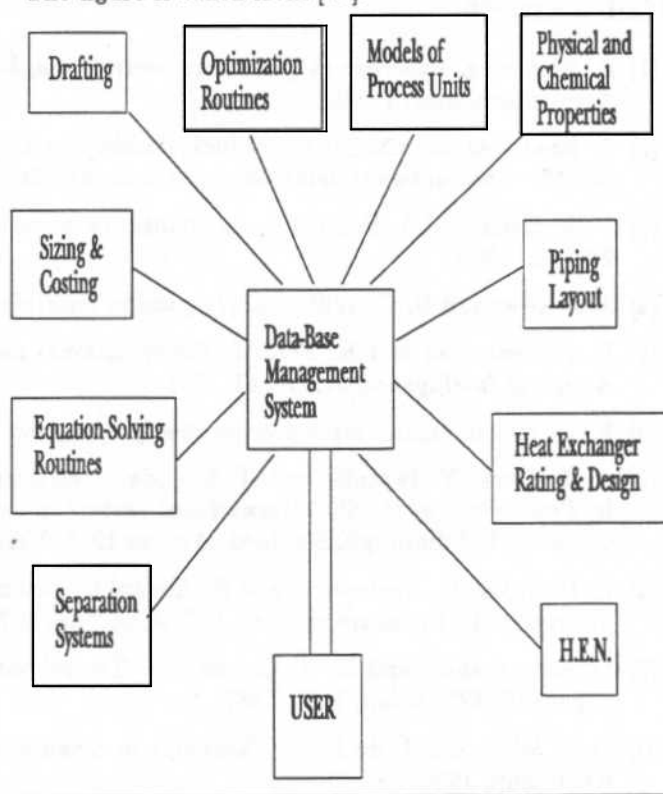 Drafting
Optimization
Routines
Models of
Process Units
Physical and
Chemical
Properties
Sizing &
Costing
Piping
Layout
Data-Base
Management
System
Equation-Solving
Routines
Heat Exchanger
Rating & Design
Separation
Systems
H.E.N.
USER